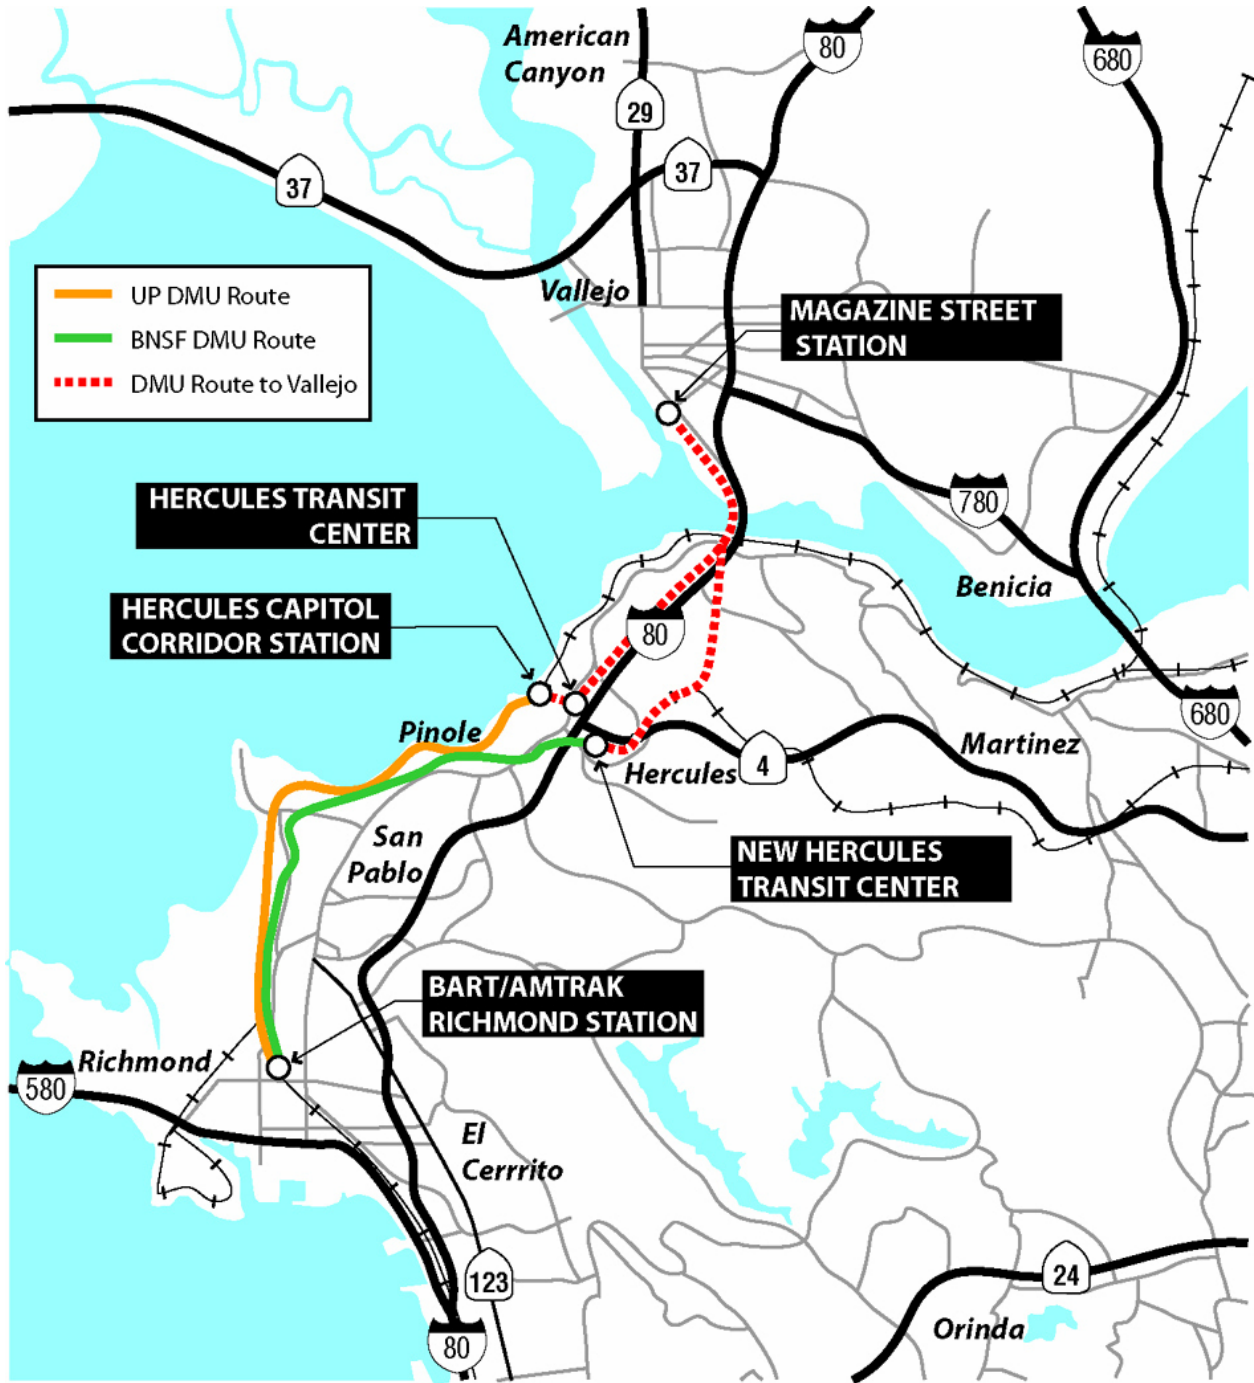 American
Canyon
80
680
29
37
37
UP DMU Route
BNSF DMU Route
DMU Route to Vallejo
Vallejo
MAGAZINE STREET
STATION
HERCULES TRANSIT
CENTER
780
Benicia
HERCULES CAPITOL
CORRIDOR STATION
80
680
Pinole
Martinez
Hercules
4
San
Pablo
NEW HERCULES
TRANSIT CENTER
BART/AMTRAK
RICHMOND STATION
Richmond
580
El
Cerrrito
123
24
Orinda
80